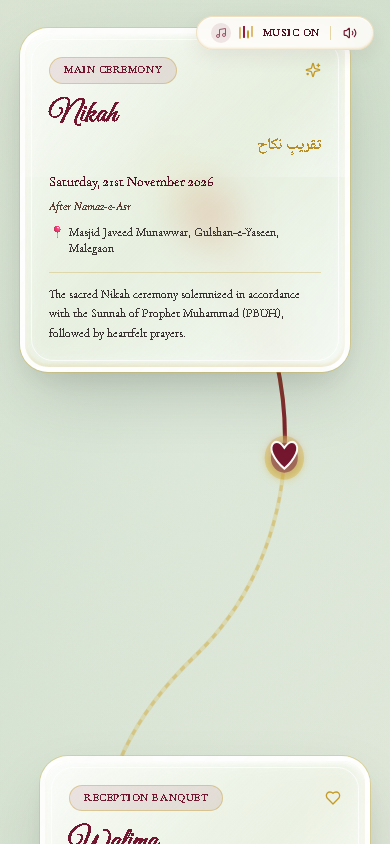 MUSIC ON
MAIN CEREMONY
Nikah
تقریبِ نکاح
Saturday, 21st November 2026
After Namaz-e-Asr
Masjid Javeed Munawwar, Gulshan-e-Yaseen,
Malegaon
The sacred Nikah ceremony solemnized in accordance
with the Sunnah of Prophet Muhammad (PBUH),
followed by heartfelt prayers.
RECEPTION BANQUET
Walima